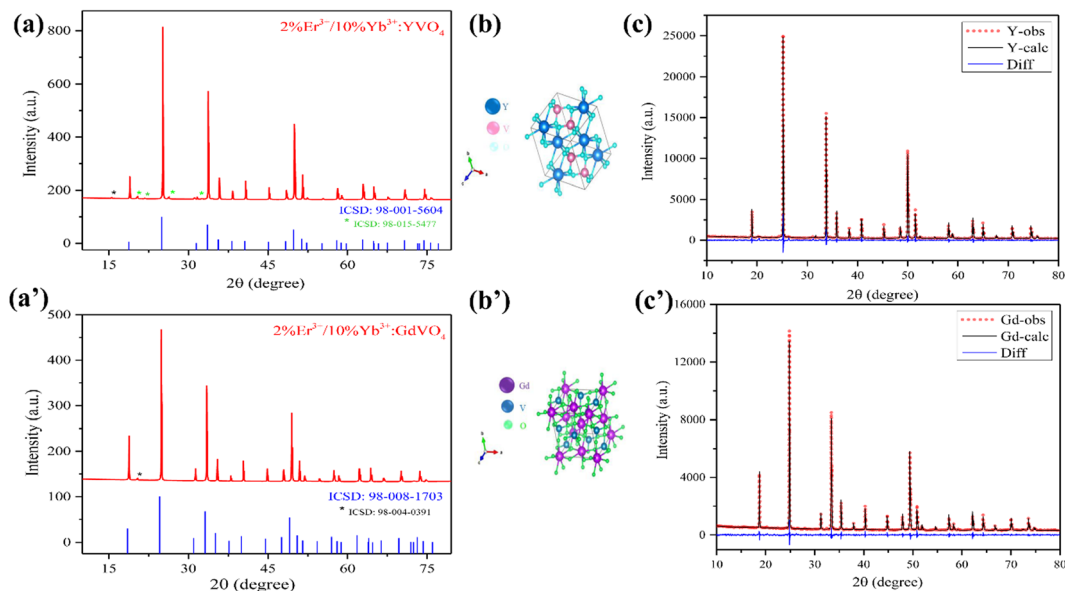 (a)
2%Er³⁻/10%Yb³⁺:YVO₄
800
600
400
200
100
0
Intensity (a.u.)
*
* * * *
ICSD: 98-001-5604
* ICSD: 98-015-5477
15 30 45 60 75
2θ (degree)
(b)
Y
V
O
(c)
Y-obs
Y-calc
Diff
25000
20000
15000
10000
5000
0
Intensity (a.u.)
10 20 30 40 50 60 70 80
2θ (degree)
(a')
2%Er³⁻/10%Yb³⁺:GdVO₄
500
400
300
200
100
0
Intensity (a.u.)
*
ICSD: 98-008-1703
* ICSD: 98-004-0391
15 30 45 60 75
2θ (degree)
(b')
Gd
V
O
(c')
Gd-obs
Gd-calc
Diff
16000
12000
8000
4000
0
Intensity (a.u.)
10 20 30 40 50 60 70 80
2θ (degree)